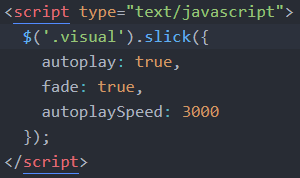 <script type="text/javascript">
  $('.visual').slick({
    autoplay: true,
    fade: true,
    autoplaySpeed: 3000
  });
</script>